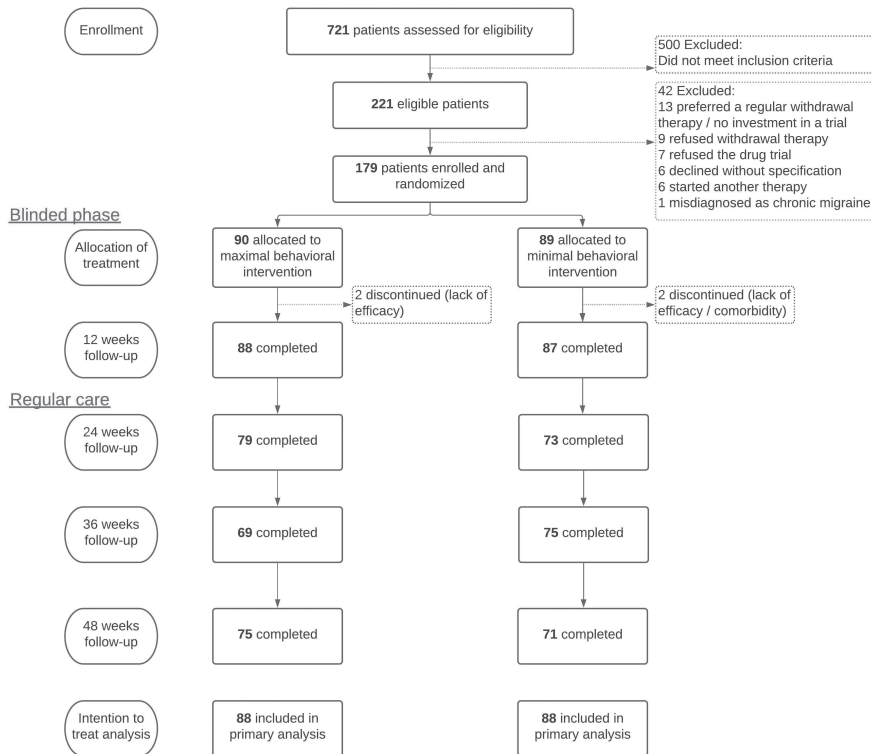 Enrollment
721 patients assessed for eligibility
500 Excluded:
Did not meet inclusion criteria
221 eligible patients
42 Excluded:
13 preferred a regular withdrawal
therapy / no investment in a trial
9 refused withdrawal therapy
7 refused the drug trial
6 declined without specification
6 started another therapy
1 misdiagnosed as chronic migraine
179 patients enrolled and
randomized
Blinded phase
Allocation of
treatment
90 allocated to
maximal behavioral
intervention
89 allocated to
minimal behavioral
intervention
2 discontinued (lack of
efficacy)
2 discontinued (lack of
efficacy / comorbidity)
12 weeks
follow-up
88 completed
87 completed
Regular care
24 weeks
follow-up
79 completed
73 completed
36 weeks
follow-up
69 completed
75 completed
48 weeks
follow-up
75 completed
71 completed
Intention to
treat analysis
88 included in
primary analysis
88 included in
primary analysis